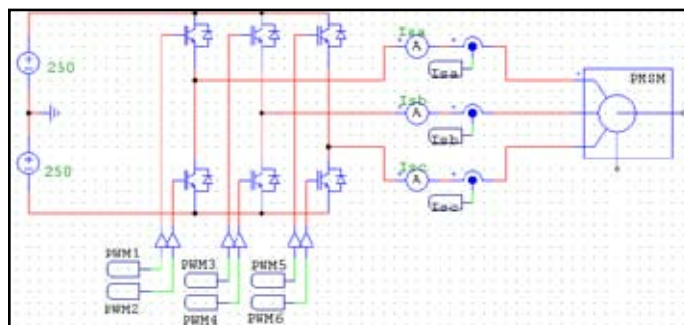 250
250
Isa
A
Isa
Isb
A
Isb
Isc
A
Isc
PMSM
PWM1
PWM2
PWM3
PWM4
PWM5
PWM6